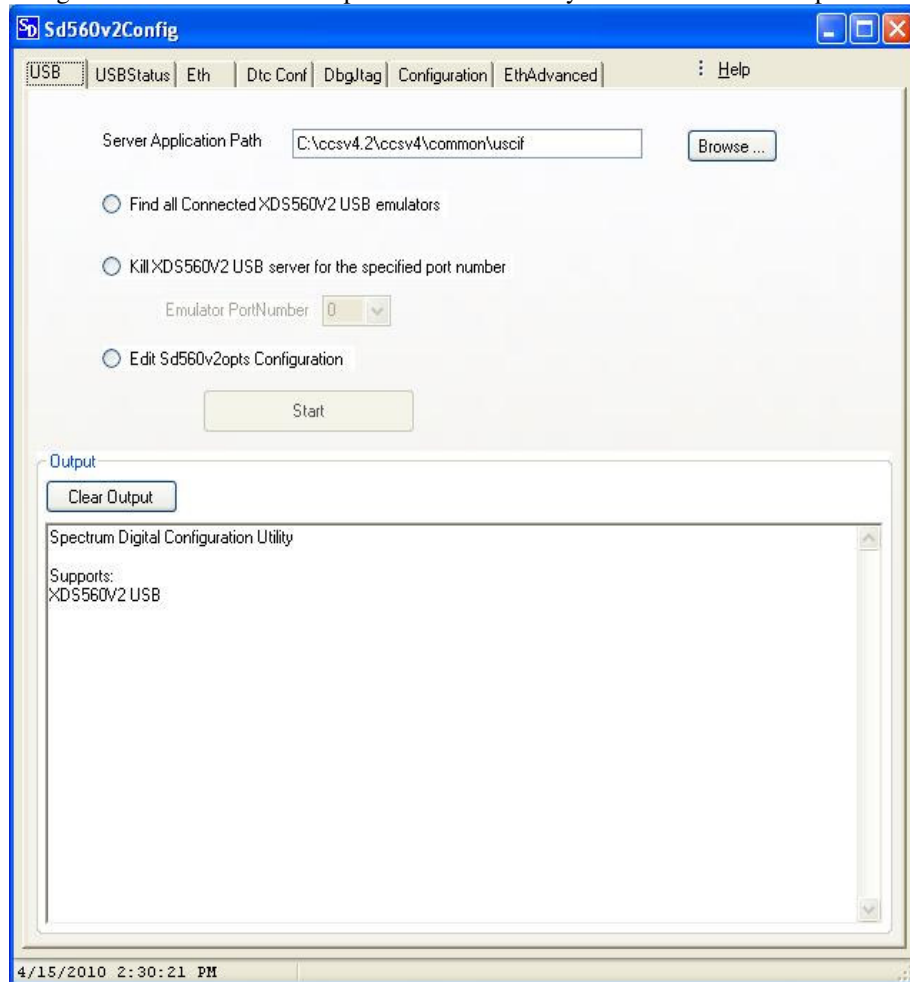 Sd560v2Config
USB USBStatus Eth Dtc Conf DbgJtag Configuration EthAdvanced Help
Server Application Path C:\ccsv4.2\ccsv4\common\uscif Browse ...
Find all Connected XDS560V2 USB emulators
Kill XDS560V2 USB server for the specified port number
Emulator PortNumber 0
Edit Sd560v2opts Configuration
Start
Output
Clear Output
Spectrum Digital Configuration Utility
Supports:
XDS560V2 USB
4/15/2010 2:30:21 PM